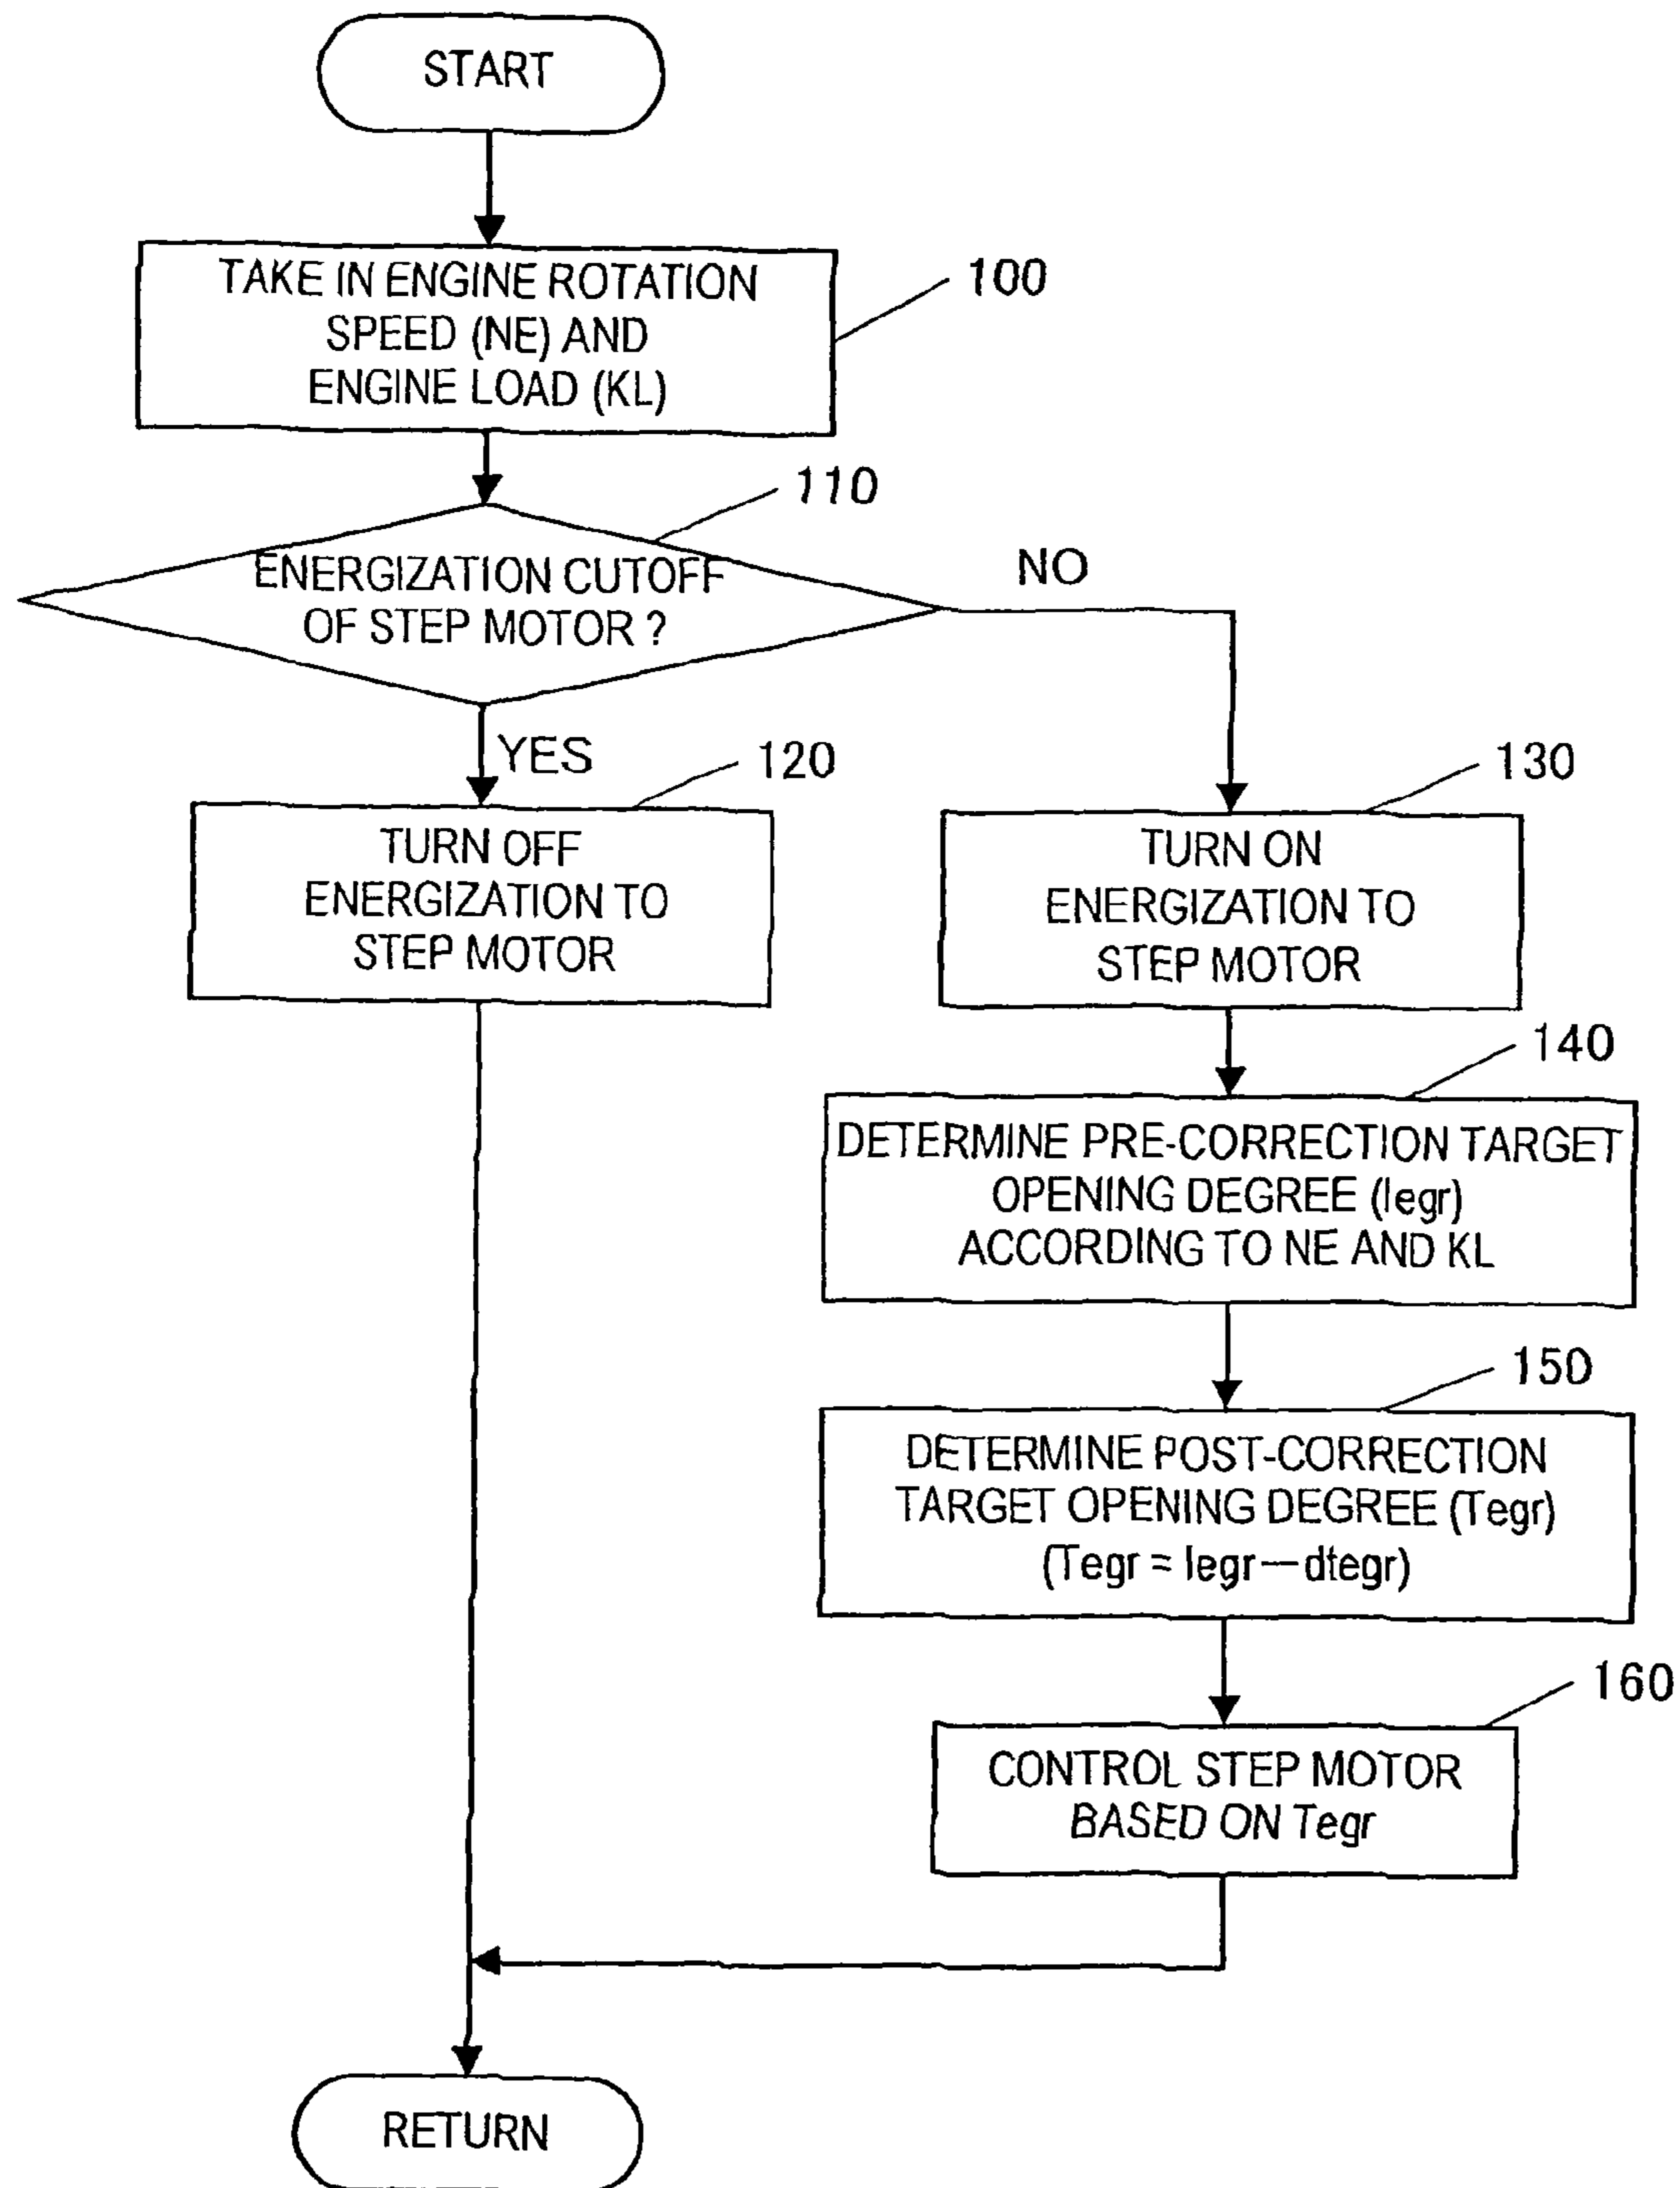 START
TAKE IN ENGINE ROTATION
SPEED (NE) AND
ENGINE LOAD (KL)
100
110
ENERGIZATION CUTOFF
OF STEP MOTOR ?
NO
YES
120
TURN OFF
ENERGIZATION TO
STEP MOTOR
130
TURN ON
ENERGIZATION TO
STEP MOTOR
140
DETERMINE PRE-CORRECTION TARGET
OPENING DEGREE (Iegr)
ACCORDING TO NE AND KL
150
DETERMINE POST-CORRECTION
TARGET OPENING DEGREE (Tegr)
(Tegr = Iegr—dtegr)
160
CONTROL STEP MOTOR
BASED ON Tegr
RETURN